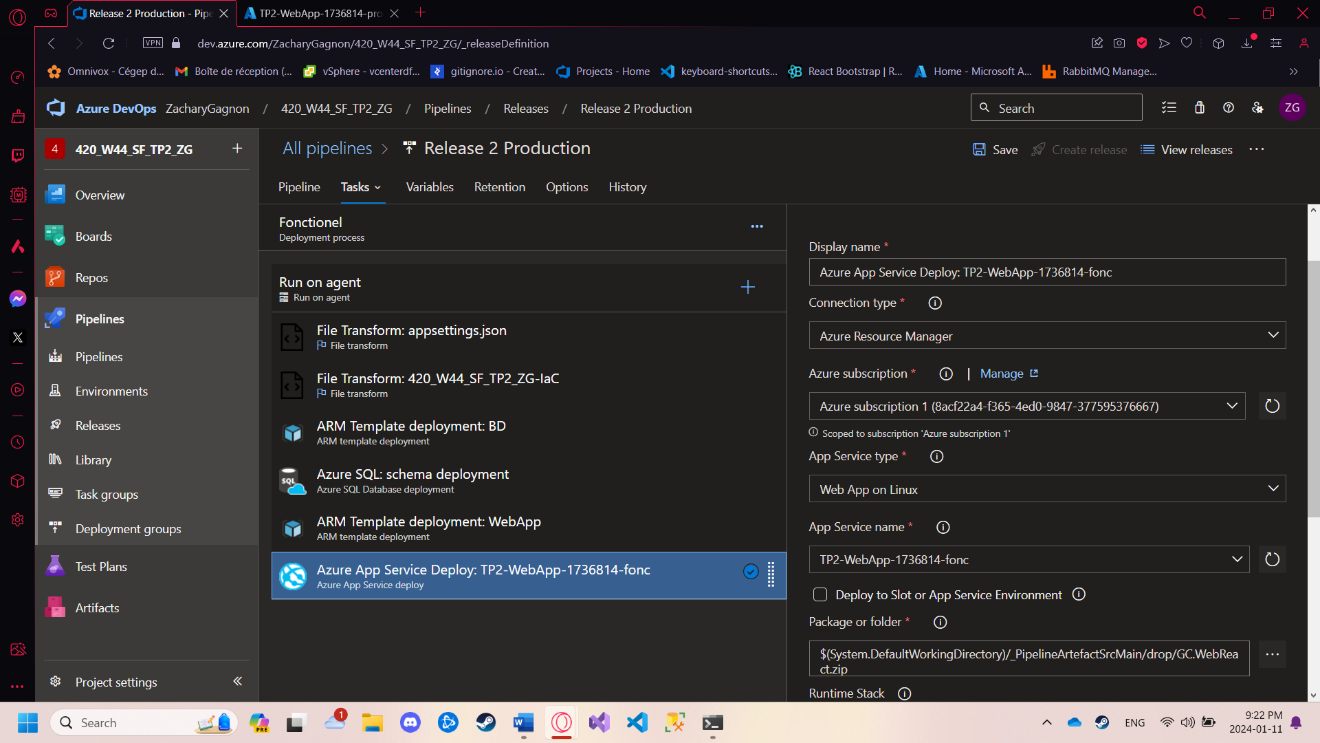 Release 2 Production - Pip
TP2-WebApp-1736814-pro
VPN
dev.azure.com/ZacharyGagnon/420_W44_SF_TP2_ZG/_releaseDefinition
Omnivox - Cégep d...
Boîte de réception (...
vSphere - vcenterdf...
gitignore.io - Creat...
Projects - Home
keyboard-shortcuts...
React Bootstrap | R...
Home - Microsoft A...
RabbitMQ Manage...
Azure DevOps
ZacharyGagnon
/
420_W44_SF_TP2_ZG
/
Pipelines
/
Releases
/
Release 2 Production
Search
ZG
4
420_W44_SF_TP2_ZG
Overview
Boards
Repos
Pipelines
Pipelines
Environments
Releases
Library
Task groups
Deployment groups
Test Plans
Artifacts
Project settings
All pipelines
Release 2 Production
Save
Create release
View releases
Pipeline
Tasks
Variables
Retention
Options
History
Fonctionel
Deployment process
Run on agent
Run on agent
File Transform: appsettings.json
File transform
File Transform: 420_W44_SF_TP2_ZG-IaC
File transform
ARM Template deployment: BD
ARM template deployment
Azure SQL: schema deployment
SQL
Azure SQL Database deployment
ARM Template deployment: WebApp
ARM template deployment
Azure App Service Deploy: TP2-WebApp-1736814-fonc
Azure App Service deploy
Display name *
Azure App Service Deploy: TP2-WebApp-1736814-fonc
Connection type *
Azure Resource Manager
Azure subscription * | Manage
Azure subscription 1 (8acf22a4-f365-4ed0-9847-377595376667)
Scoped to subscription 'Azure subscription 1'
App Service type *
Web App on Linux
App Service name *
TP2-WebApp-1736814-fonc
Deploy to Slot or App Service Environment
Package or folder *
$(System.DefaultWorkingDirectory)/_PipelineArtefactSrcMain/drop/GC.WebRea
ct.zip
Runtime Stack
Search
PRE
1
ENG
9:22 PM
2024-01-11